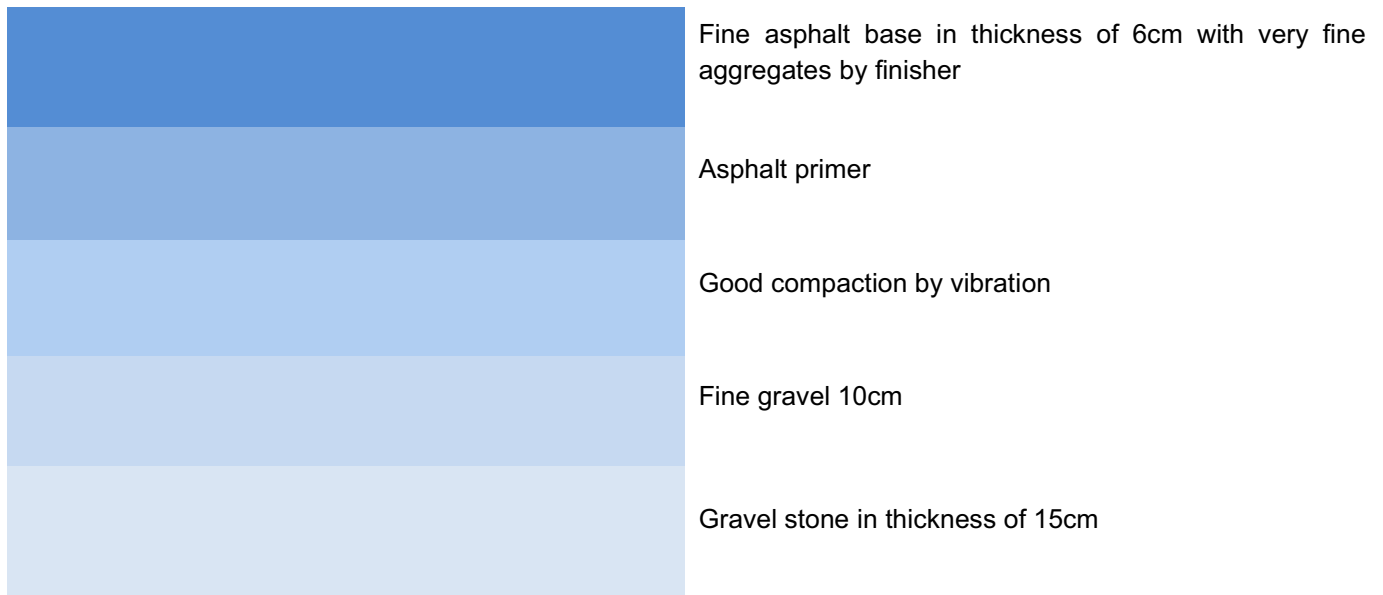 Fine asphalt base in thickness of 6cm with very fine
aggregates by finisher
Asphalt primer
Good compaction by vibration
Fine gravel 10cm
Gravel stone in thickness of 15cm